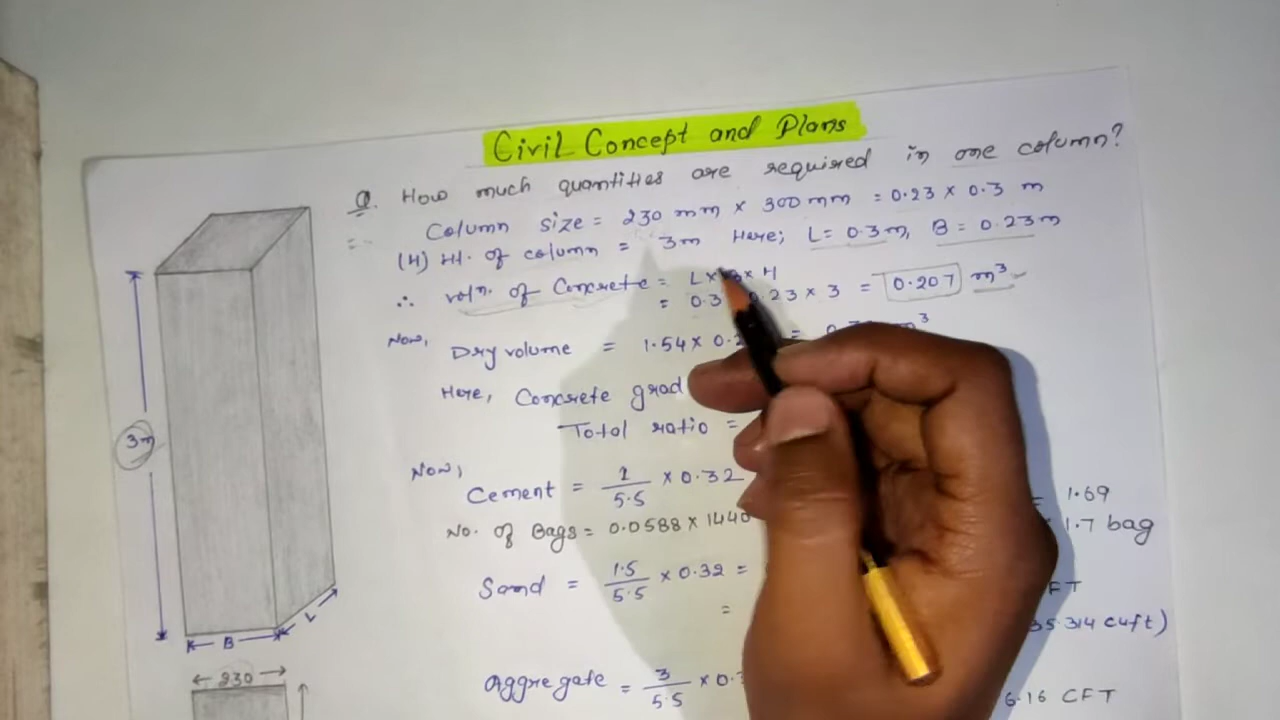 Civil Concept and Plans
Q. How much quantities are required in one column?
Column size = 230 mm × 300 mm = 0.23 × 0.3 m
(H) Ht. of column = 3m Here; L = 0.3m, B = 0.23m
∴ voln. of Concrete = L × B × H
= 0.3 0.23 × 3 = 0.207 m³
Now,
Dry volume = 1.54 × 0.2 = m³
Here, Concrete grad
Total ratio =
Now,
Cement = 1/5.5 × 0.32
= 1.69
No. of Bags = 0.0588 × 1440 1.7 bag
Sand = 1.5/5.5 × 0.32 =
FT
= 35.314 cuft)
Aggregate = 3/5.5 × 0.3 6.16 CFT
3m
B
L
230